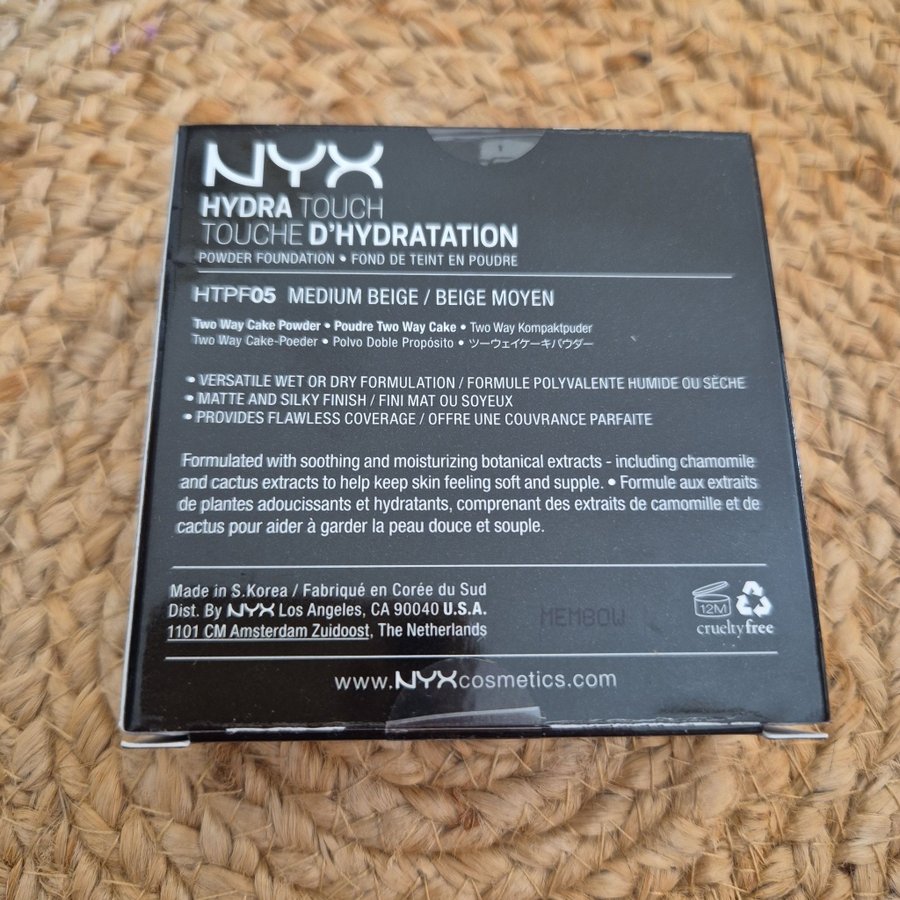 NYX
HYDRA TOUCH
TOUCHE D'HYDRATATION
POWDER FOUNDATION • FOND DE TEINT EN POUDRE
HTPF05 MEDIUM BEIGE / BEIGE MOYEN
Two Way Cake Powder • Poudre Two Way Cake • Two Way Kompaktpuder
Two Way Cake-Poeder • Polvo Doble Propósito • ツーウェイケーキパウダー
• VERSATILE WET OR DRY FORMULATION / FORMULE POLYVALENTE HUMIDE OU SÈCHE
• MATTE AND SILKY FINISH / FINI MAT OU SOYEUX
• PROVIDES FLAWLESS COVERAGE / OFFRE UNE COUVRANCE PARFAITE
Formulated with soothing and moisturizing botanical extracts - including chamomile
and cactus extracts to help keep skin feeling soft and supple. • Formule aux extraits
de plantes adoucissants et hydratants, comprenant des extraits de camomille et de
cactus pour aider à garder la peau douce et souple.
Made in S.Korea / Fabriqué en Corée du Sud
Dist. By NYX Los Angeles, CA 90040 U.S.A.
1101 CM Amsterdam Zuidoost, The Netherlands
MEMBOW
12M
crueltyfree
www.NYXcosmetics.com